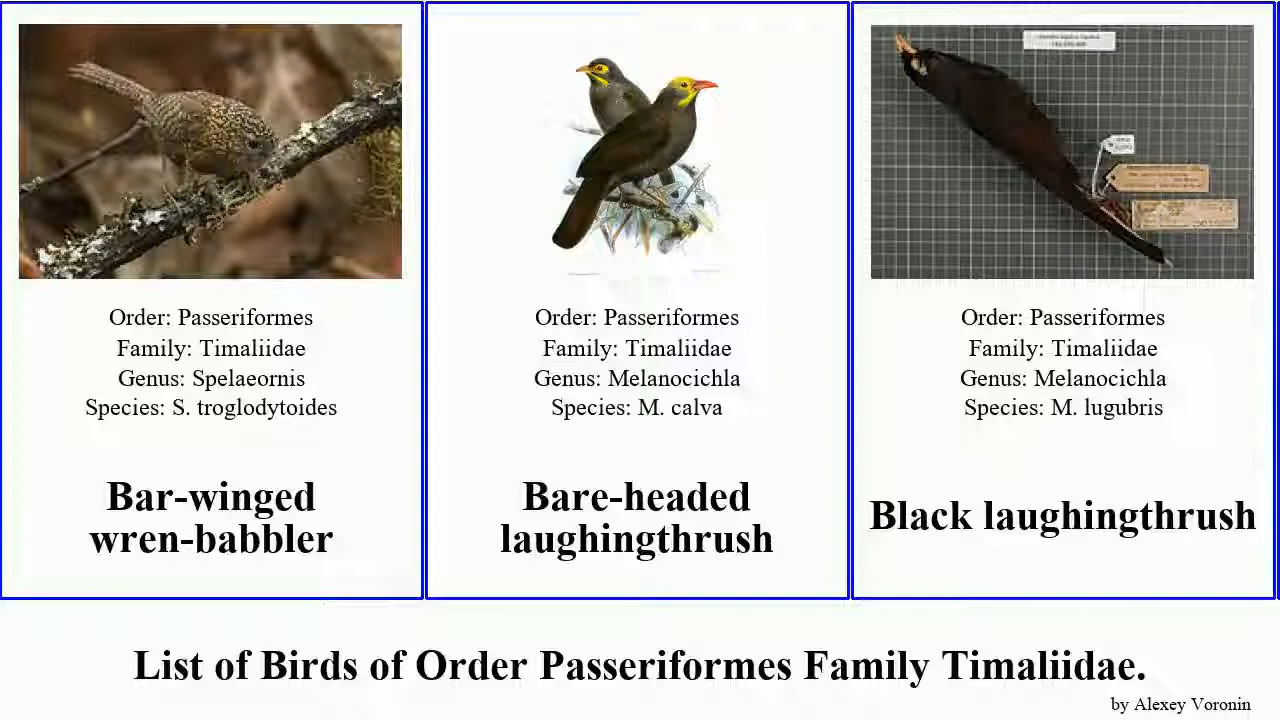 Order: Passeriformes
Family: Timaliidae
Genus: Spelaeornis
Species: S. troglodytoides
Bar-winged
wren-babbler
Order: Passeriformes
Family: Timaliidae
Genus: Melanocichla
Species: M. calva
Bare-headed
laughingthrush
Order: Passeriformes
Family: Timaliidae
Genus: Melanocichla
Species: M. lugubris
Black laughingthrush
List of Birds of Order Passeriformes Family Timaliidae.
by Alexey Voronin